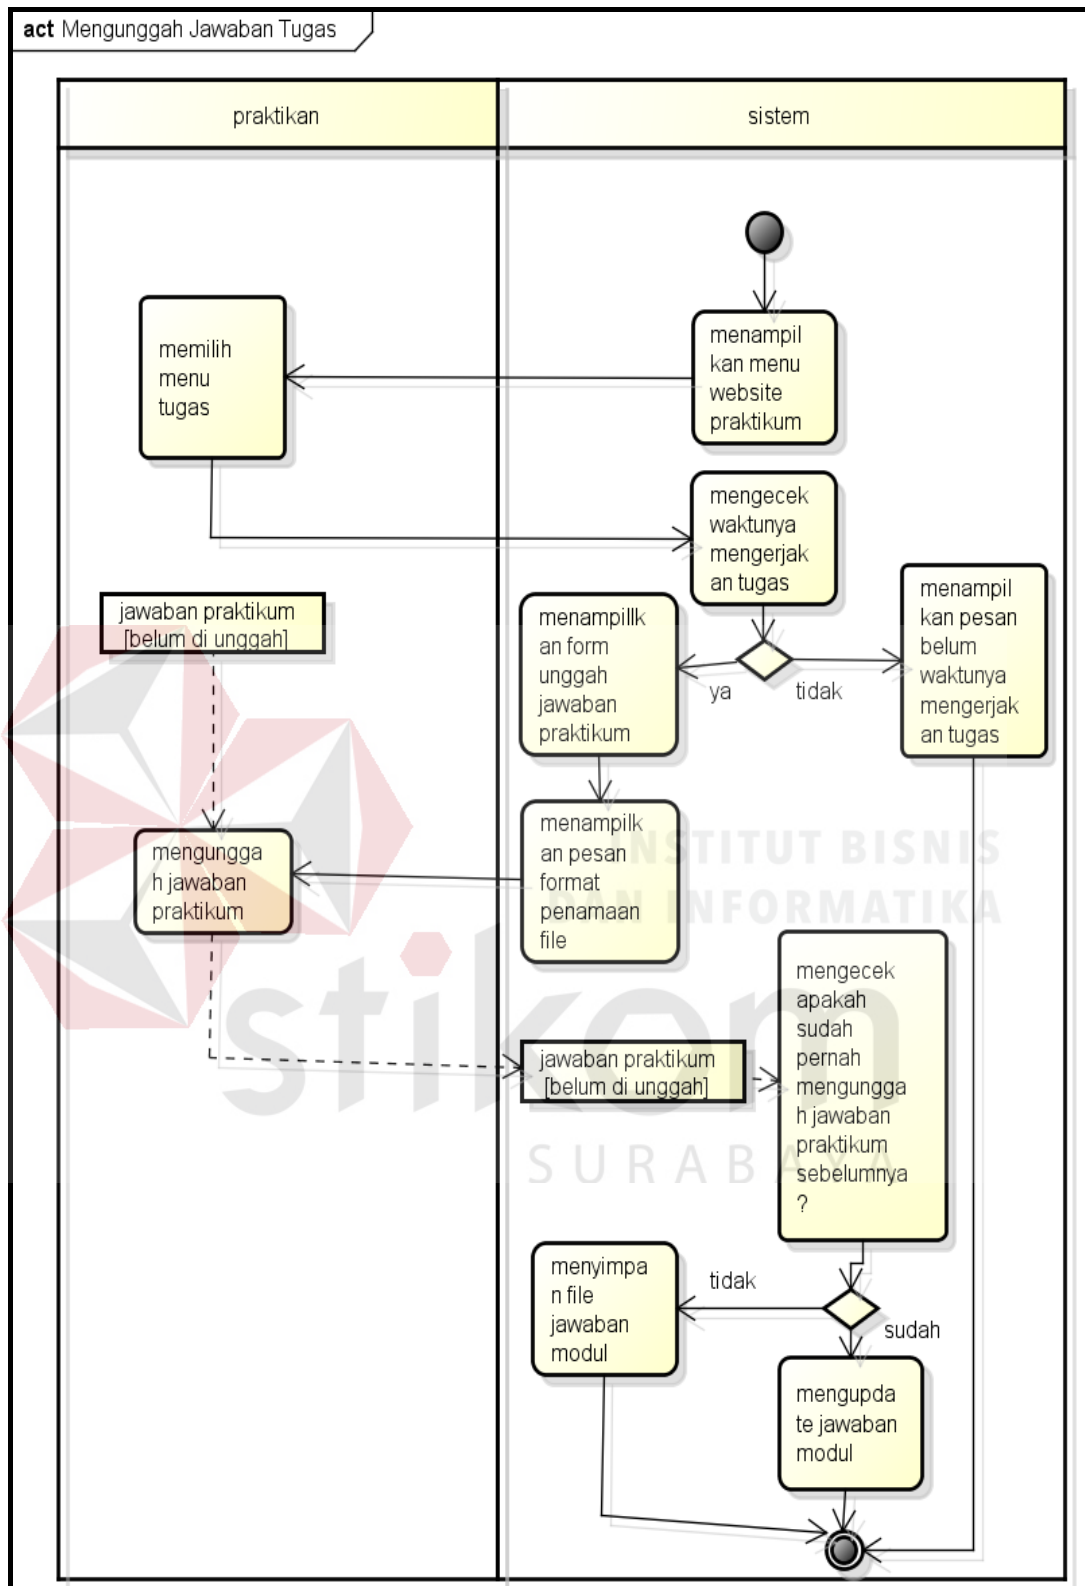 act Mengunggah Jawaban Tugas
praktikan
sistem
menampil
kan menu
website
praktikum
memilih
menu
tugas
mengecek
waktunya
mengerjak
an tugas
ya
tidak
menampil
kan pesan
belum
waktunya
mengerjak
an tugas
menampillk
an form
unggah
jawaban
praktikum
jawaban praktikum
[belum di unggah]
menampilk
an pesan
format
penamaan
file
mengungga
h jawaban
praktikum
INSTITUT BISNIS
DAN INFORMATIKA
stikom
SURABAYA
jawaban praktikum
[belum di unggah]
mengecek
apakah
sudah
pernah
mengungga
h jawaban
praktikum
sebelumnya
?
tidak
sudah
menyimpa
n file
jawaban
modul
mengupda
te jawaban
modul